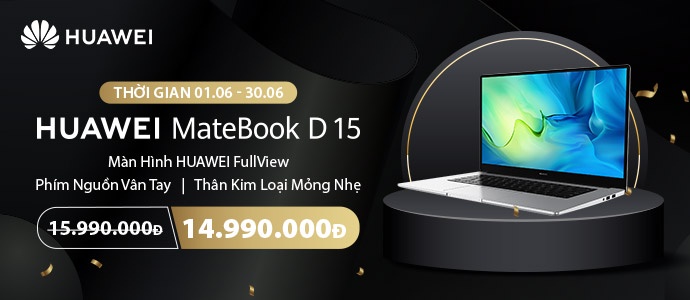 HUAWEI
THỜI GIAN 01.06 - 30.06
HUAWEI MateBook D 15
Màn Hình HUAWEI FullView
Phím Nguồn Vân Tay | Thân Kim Loại Mỏng Nhẹ
15.990.000Đ 14.990.000Đ